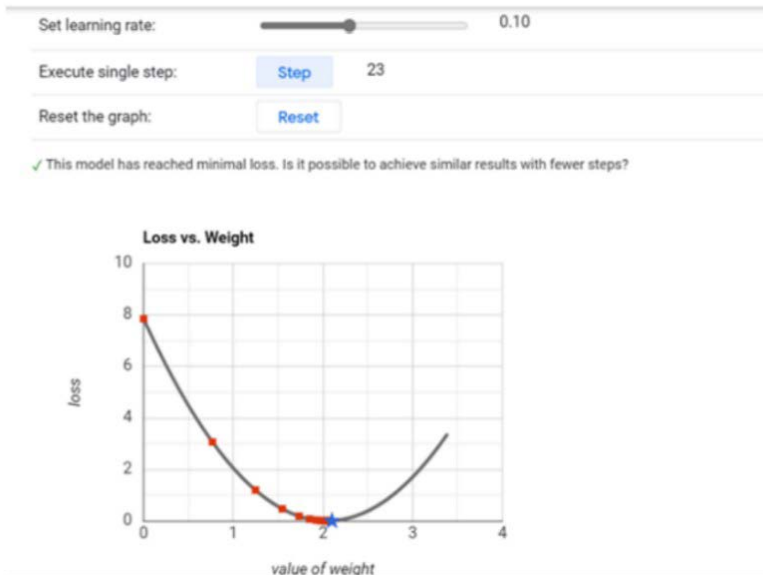 Set learning rate: 0.10
Execute single step: Step 23
Reset the graph: Reset
✓ This model has reached minimal loss. Is it possible to achieve similar results with fewer steps?
Loss vs. Weight
10
8
6
4
2
0
loss
0 1 2 3 4
value of weight